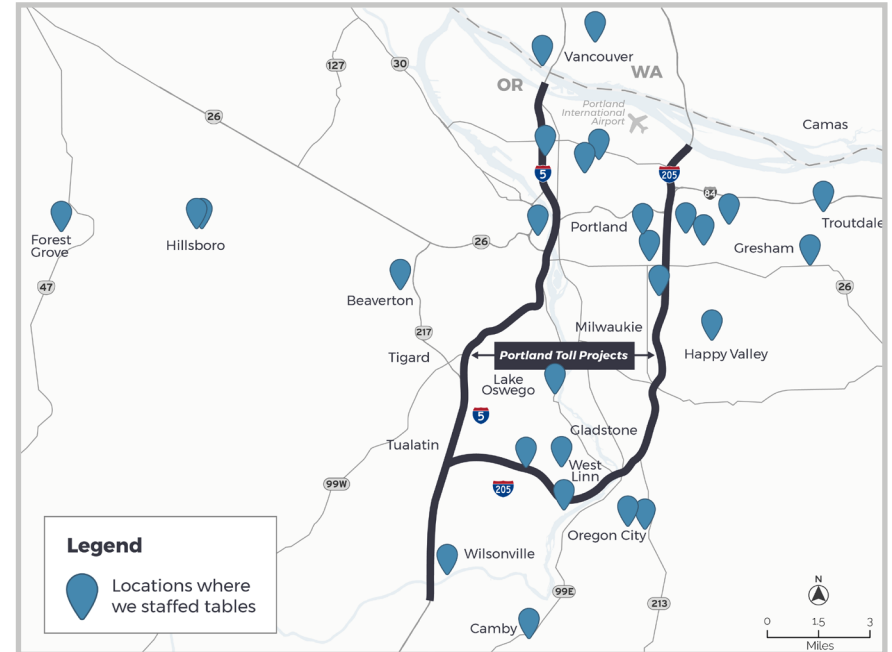 Vancouver
127
30
WA
OR
Portland
International
Airport
26
Camas
5
205
84
Forest
Grove
Hillsboro
Portland
Troutdale
26
Gresham
47
Beaverton
26
217
Milwaukie
Happy Valley
Tigard
Portland Toll Projects
Lake
Oswego
5
Gladstone
Tualatin
West
Linn
99W
205
Oregon City
Legend
Locations where
we staffed tables
Wilsonville
99E
213
N
0 1.5 3
Miles
Camby